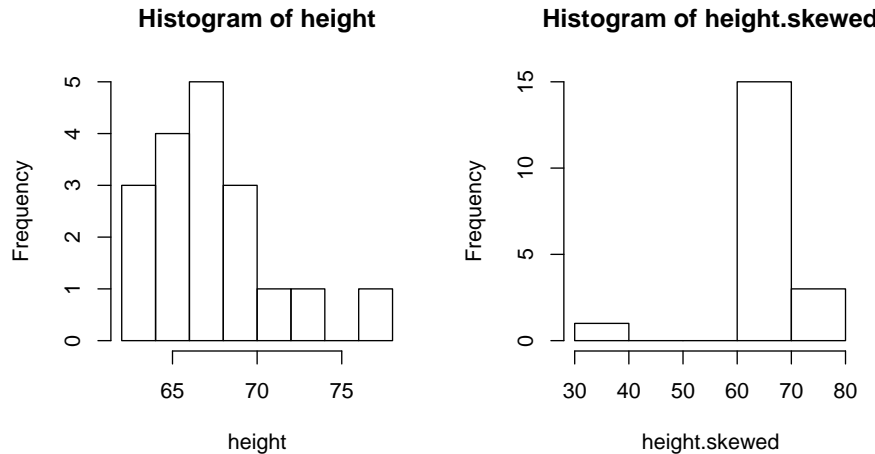 Histogram of height
Frequency
0
1
2
3
4
5
65 70 75
height
Histogram of height.skewed
Frequency
0
5
10
15
30 40 50 60 70 80
height.skewed